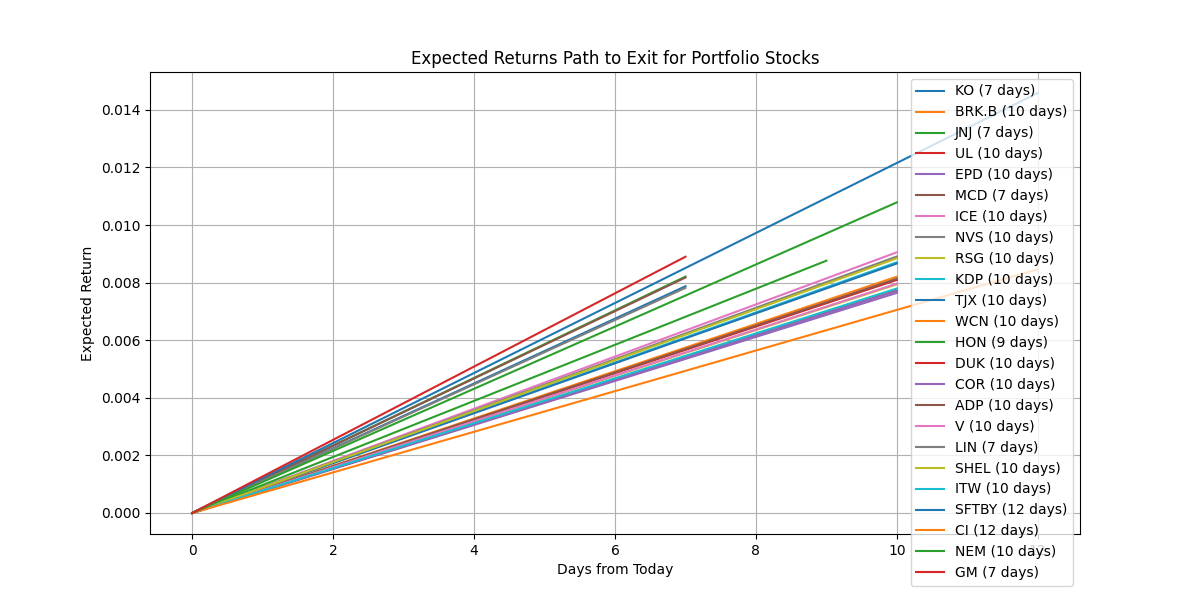 Expected Returns Path to Exit for Portfolio Stocks
Expected Return
0.014
0.012
0.010
0.008
0.006
0.004
0.002
0.000
0
2
4
6
8
10
Days from Today
KO (7 days)
BRK.B (10 days)
JNJ (7 days)
UL (10 days)
EPD (10 days)
MCD (7 days)
ICE (10 days)
NVS (10 days)
RSG (10 days)
KDP (10 days)
TJX (10 days)
WCN (10 days)
HON (9 days)
DUK (10 days)
COR (10 days)
ADP (10 days)
V (10 days)
LIN (7 days)
SHEL (10 days)
ITW (10 days)
SFTBY (12 days)
CI (12 days)
NEM (10 days)
GM (7 days)